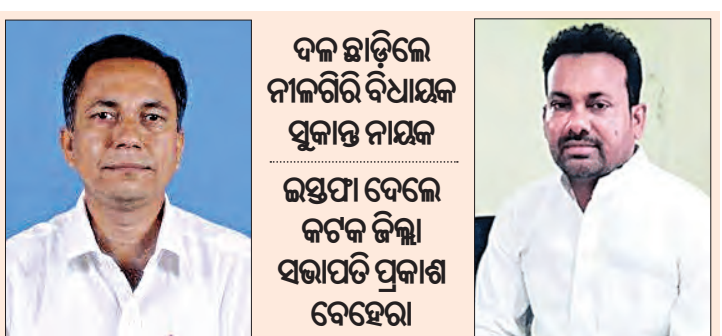 ଦଳ ଛାଡ଼ିଲେ
ନୀଳଗିରି ବିଧାୟକ
ସୁକାନ୍ତ ନାୟକ
ଇସ୍ତଫା ଦେଲେ
କଟକ ଜିଲ୍ଲା
ସଭାପତି ପ୍ରକାଶ
ବେହେରା